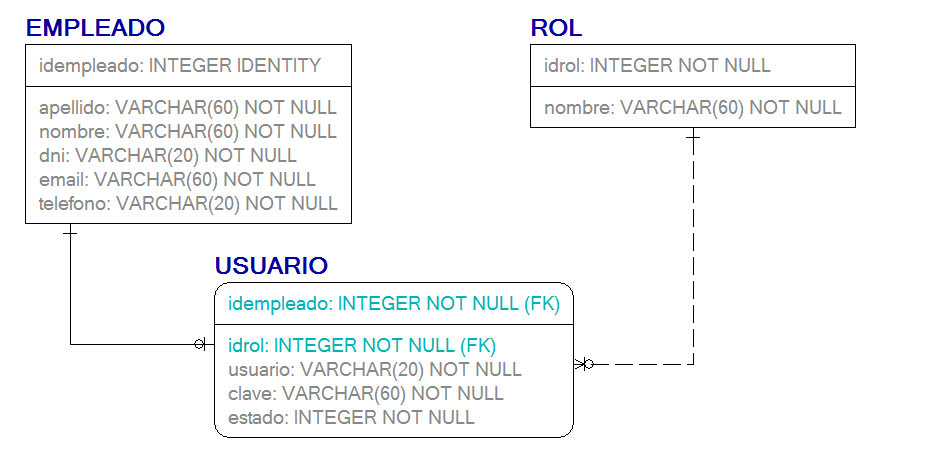 EMPLEADO
idempleado: INTEGER IDENTITY
apellido: VARCHAR(60) NOT NULL
nombre: VARCHAR(60) NOT NULL
dni: VARCHAR(20) NOT NULL
email: VARCHAR(60) NOT NULL
telefono: VARCHAR(20) NOT NULL
ROL
idrol: INTEGER NOT NULL
nombre: VARCHAR(60) NOT NULL
USUARIO
idempleado: INTEGER NOT NULL (FK)
idrol: INTEGER NOT NULL (FK)
usuario: VARCHAR(20) NOT NULL
clave: VARCHAR(60) NOT NULL
estado: INTEGER NOT NULL